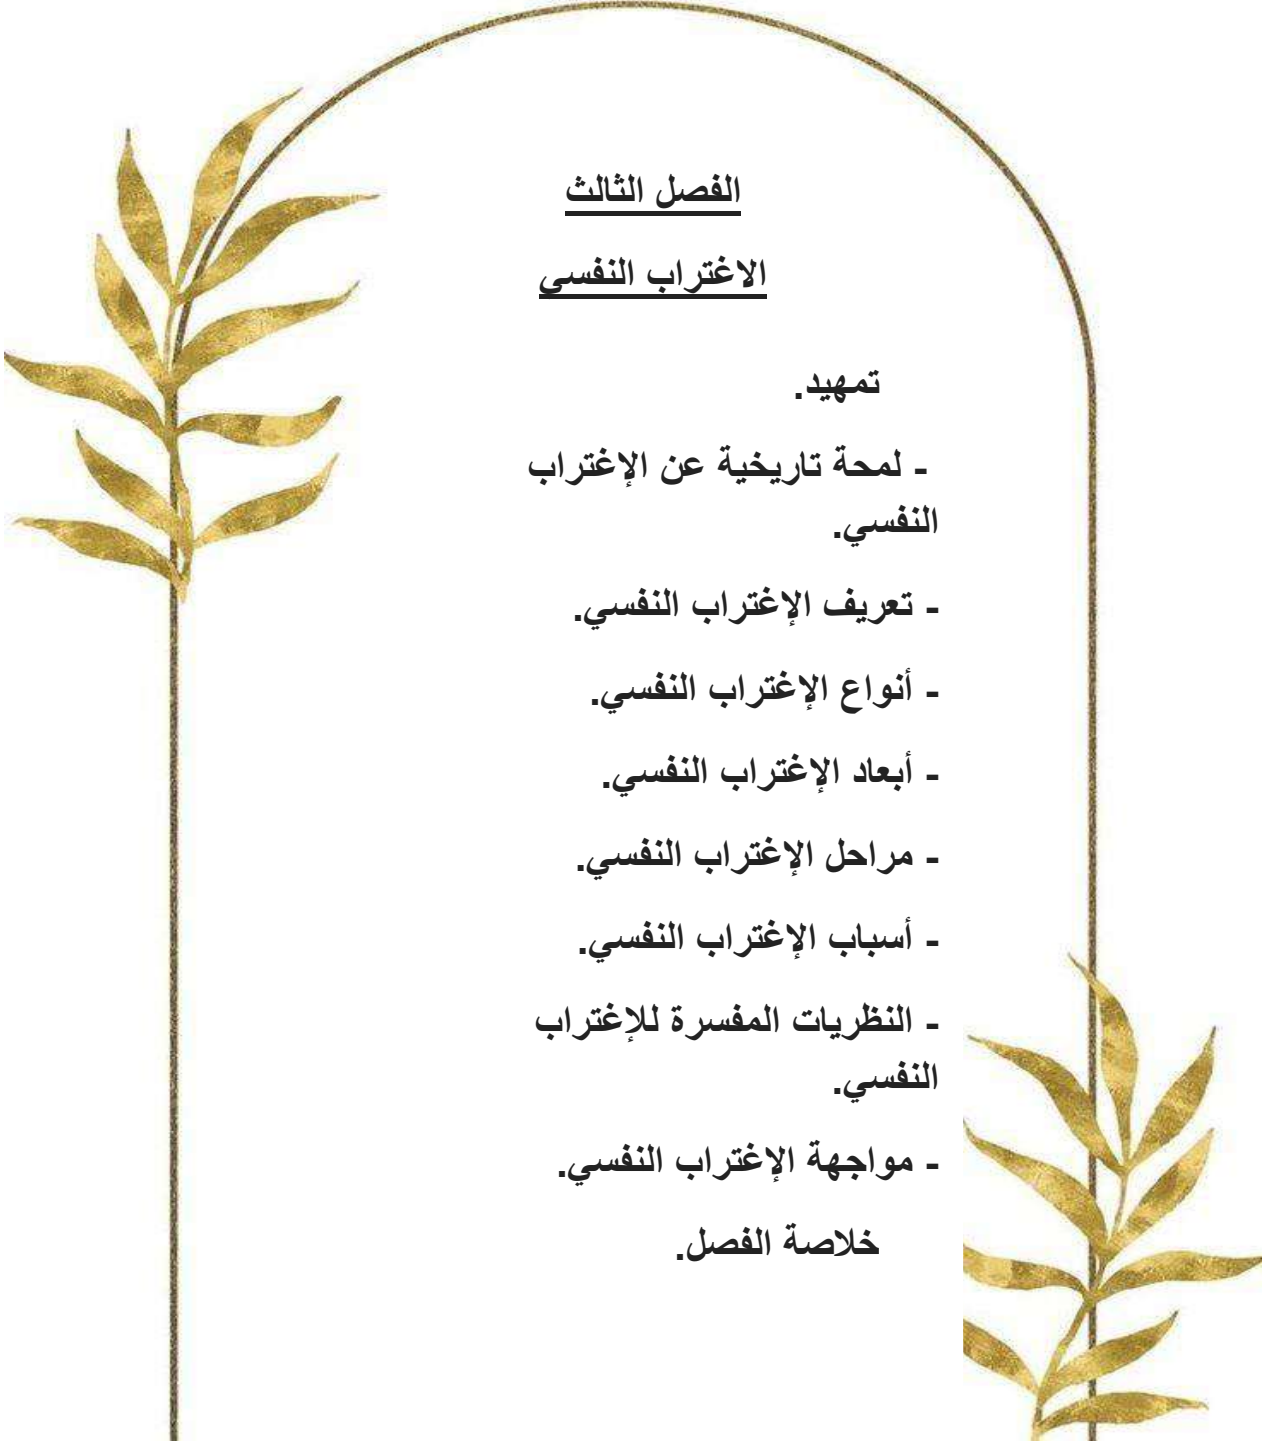 الفصل الثالث
الاغتراب النفسي
تمهيد.
- لمحة تاريخية عن الإغتراب
النفسي.
- تعريف الإغتراب النفسي.
- أنواع الإغتراب النفسي.
- أبعاد الإغتراب النفسي.
- مراحل الإغتراب النفسي.
- أسباب الإغتراب النفسي.
- النظريات المفسرة للإغتراب
النفسي.
- مواجهة الإغتراب النفسي.
خلاصة الفصل.